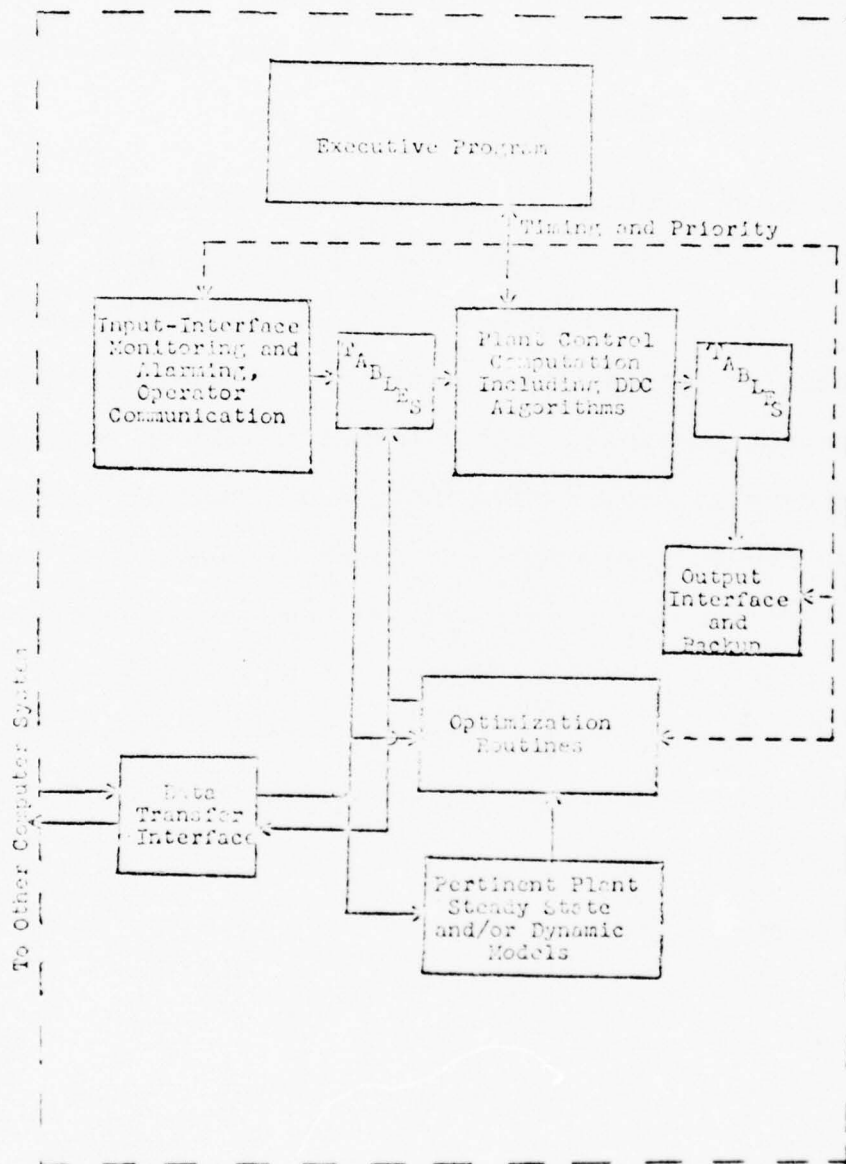 Executive Program
Timing and Priority
Input-Interface
Monitoring and
Alarming,
Operator
Communication
TABLES
Plant Control
Computation
Including DDC
Algorithms
TABLES
Output
Interface
and
Backup
Optimization
Routines
Data
Transfer
Interface
Pertinent Plant
Steady State
and/or Dynamic
Models
To Other Computer System